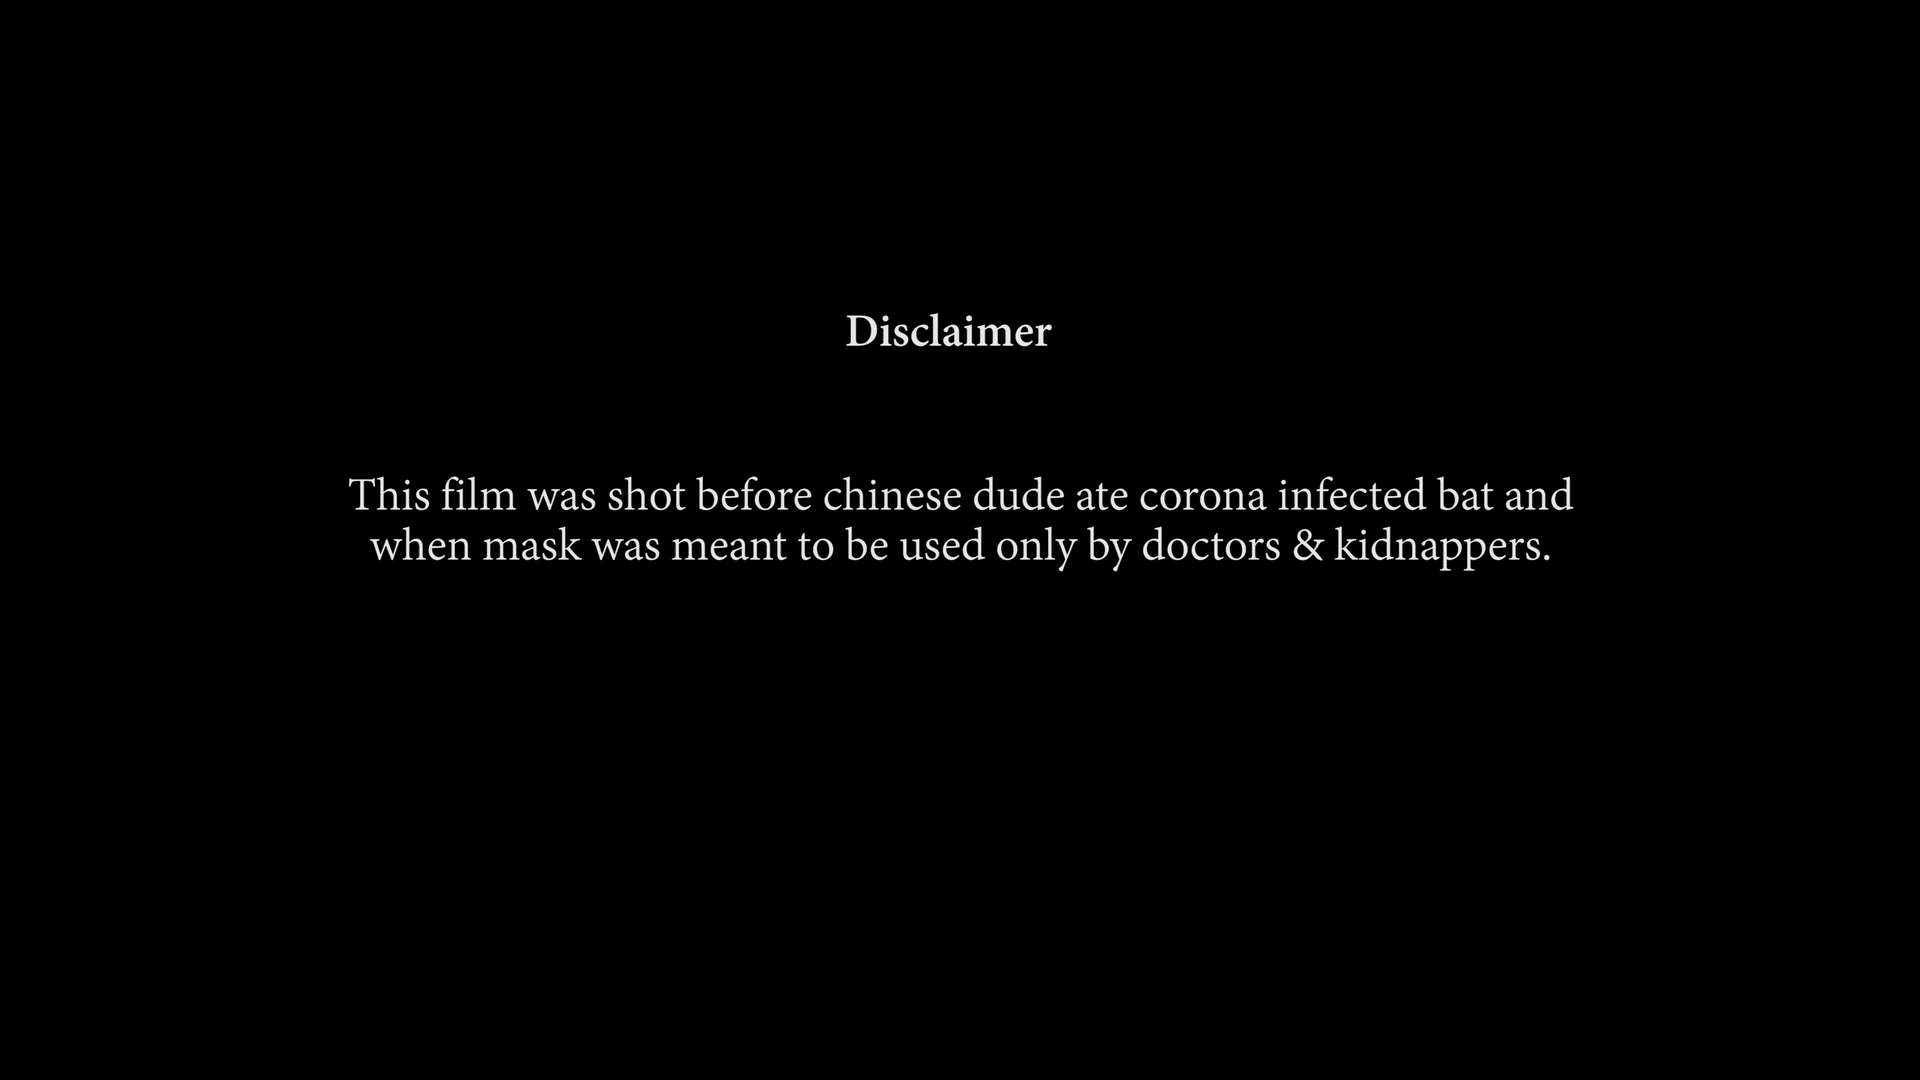 Disclaimer
This film was shot before chinese dude ate corona infected bat and
when mask was meant to be used only by doctors & kidnappers.